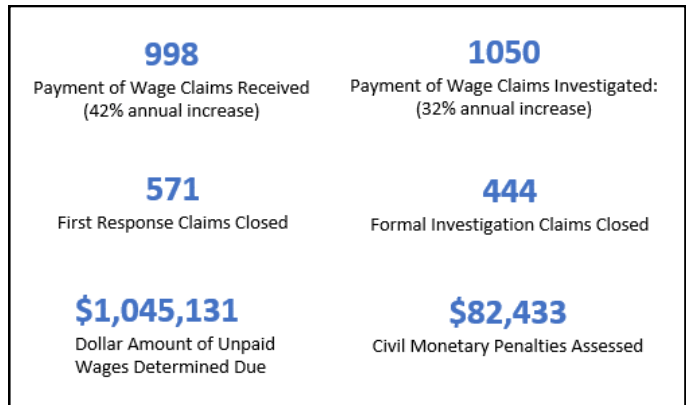 998
Payment of Wage Claims Received
(42% annual increase)
1050
Payment of Wage Claims Investigated:
(32% annual increase)
571
First Response Claims Closed
444
Formal Investigation Claims Closed
$1,045,131
Dollar Amount of Unpaid
Wages Determined Due
$82,433
Civil Monetary Penalties Assessed